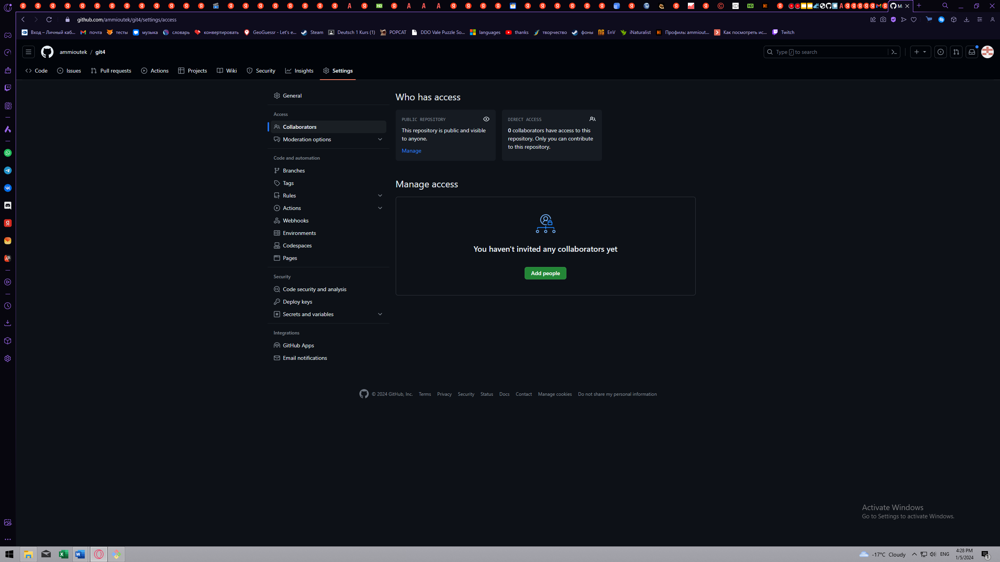 M
github.com/ammioutek/git4/settings/access
Вход – Личный каб... почта тесты музыка словарь конвертировать GeoGuessr - Let's e... Steam Deutsch 1 Kurs (1) POPCAT DDO Vale Puzzle So... languages thanks творчество фоны EnV iNaturalist Профиль: ammiout... Как посмотреть ис... Twitch
ammioutek / git4
Type / to search
Code Issues Pull requests Actions Projects Wiki Security Insights Settings
General
Access
Collaborators
Moderation options
Code and automation
Branches
Tags
Rules
Actions
Webhooks
Environments
Codespaces
Pages
Security
Code security and analysis
Deploy keys
Secrets and variables
Integrations
GitHub Apps
Email notifications
Who has access
PUBLIC REPOSITORY
This repository is public and visible
to anyone.
Manage
DIRECT ACCESS
0 collaborators have access to this
repository. Only you can contribute
to this repository.
Manage access
You haven't invited any collaborators yet
Add people
© 2024 GitHub, Inc. Terms Privacy Security Status Docs Contact Manage cookies Do not share my personal information
Activate Windows
Go to Settings to activate Windows.
-17°C Cloudy
ENG
4:28 PM
1/5/2024
1